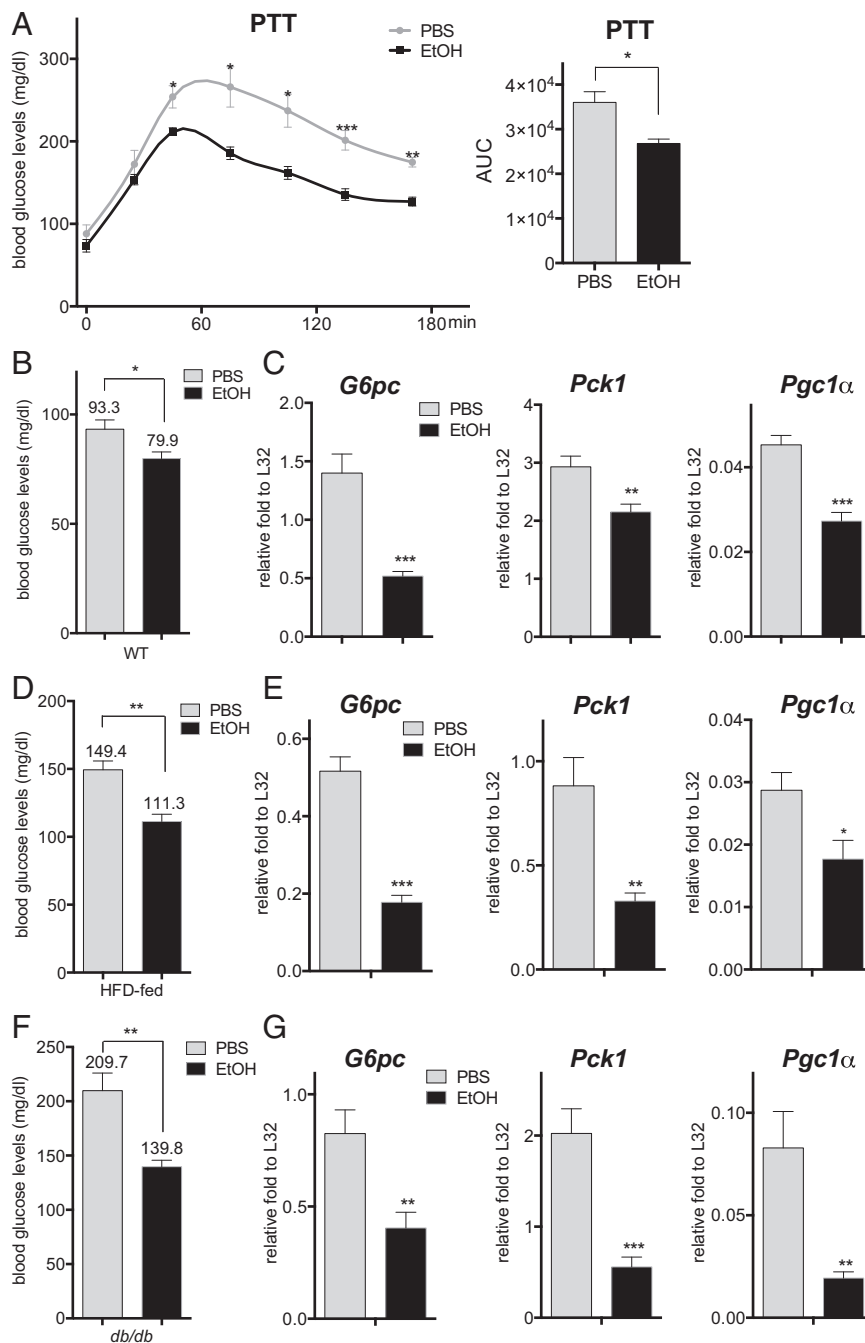 A
PTT
PBS
EtOH
blood glucose levels (mg/dl)
300
200
100
0
0
60
120
180
min
*
*
*
***
**
PTT
*
AUC
4×10⁴
3×10⁴
2×10⁴
1×10⁴
0
PBS
EtOH
B
*
PBS
EtOH
blood glucose levels (mg/dl)
100
50
0
93.3
79.9
WT
C
G6pc
PBS
EtOH
relative fold to L32
2.0
1.5
1.0
0.5
0.0
***
Pck1
relative fold to L32
4
3
2
1
0
**
Pgc1α
relative fold to L32
0.04
0.02
0.00
***
D
**
PBS
EtOH
blood glucose levels (mg/dl)
200
150
100
50
0
149.4
111.3
HFD-fed
E
G6pc
PBS
EtOH
relative fold to L32
0.6
0.4
0.2
0.0
***
Pck1
relative fold to L32
1.0
0.5
0.0
**
Pgc1α
relative fold to L32
0.04
0.03
0.02
0.01
0.00
*
F
**
PBS
EtOH
blood glucose levels (mg/dl)
250
200
150
100
50
0
209.7
139.8
db/db
G
G6pc
PBS
EtOH
relative fold to L32
1.0
0.5
0.0
**
Pck1
relative fold to L32
2
1
0
***
Pgc1α
relative fold to L32
0.10
0.05
0.00
**